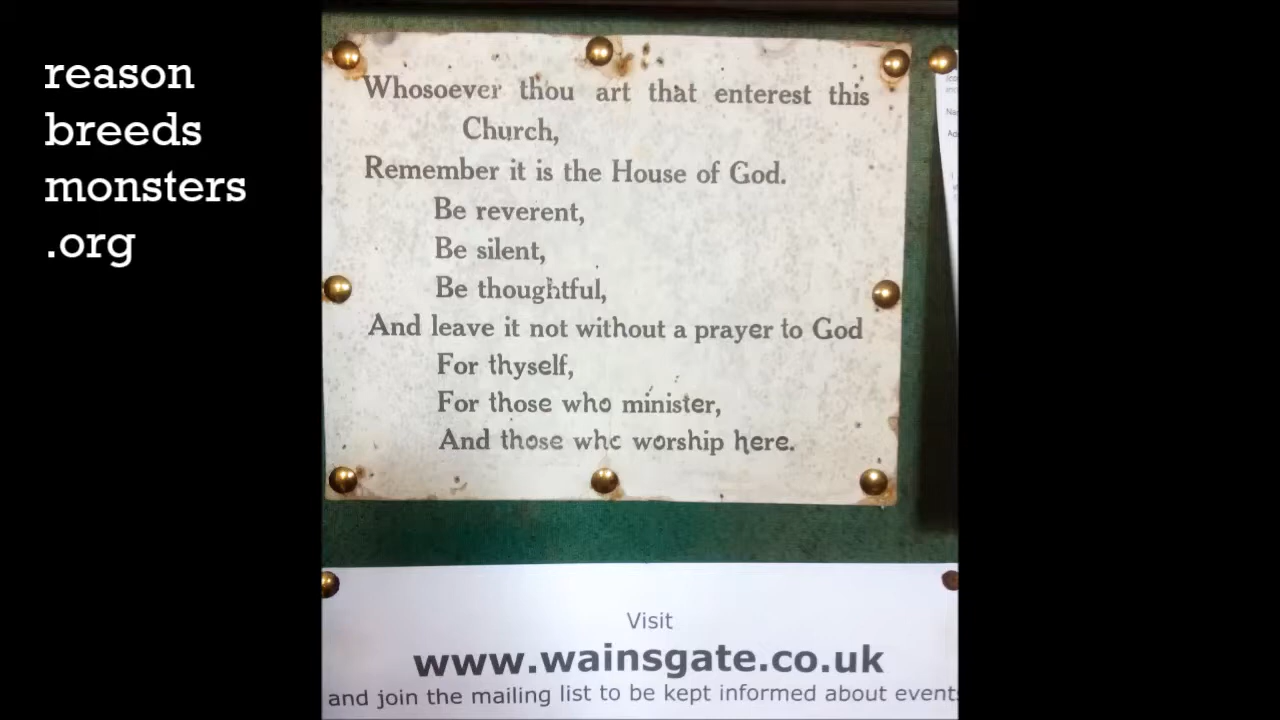 reason
breeds
monsters
.org
Whosoever thou art that enterest this
Church,
Remember it is the House of God.
Be reverent,
Be silent,
Be thoughtful,
And leave it not without a prayer to God
For thyself,
For those who minister,
And those who worship here.
Visit
www.wainsgate.co.uk
and join the mailing list to be kept informed about events